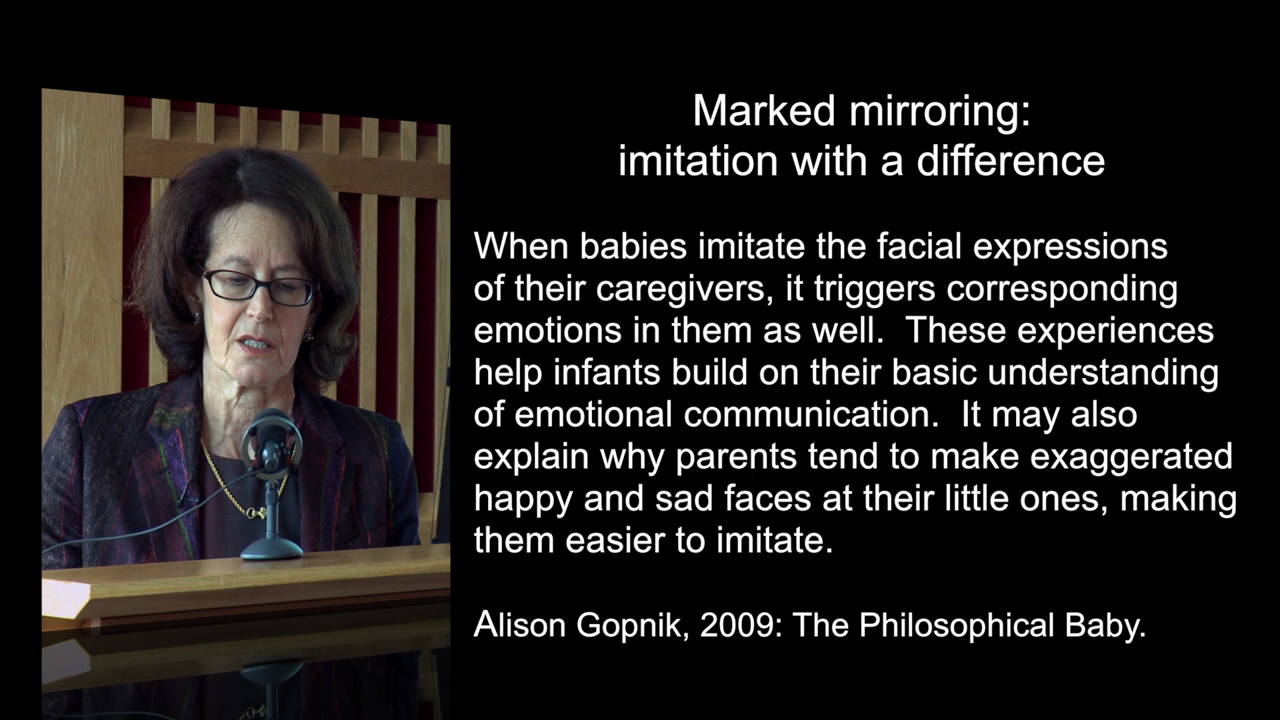 Marked mirroring:
imitation with a difference
When babies imitate the facial expressions
of their caregivers, it triggers corresponding
emotions in them as well.  These experiences
help infants build on their basic understanding
of emotional communication.  It may also
explain why parents tend to make exaggerated
happy and sad faces at their little ones, making
them easier to imitate.
Alison Gopnik, 2009: The Philosophical Baby.